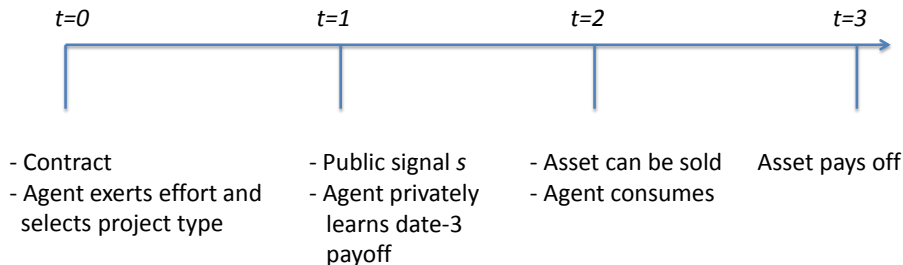 t=0 t=1 t=2 t=3
- Contract
- Agent exerts effort and
selects project type
- Public signal s
- Agent privately
learns date-3
payoff
- Asset can be sold
- Agent consumes
Asset pays off